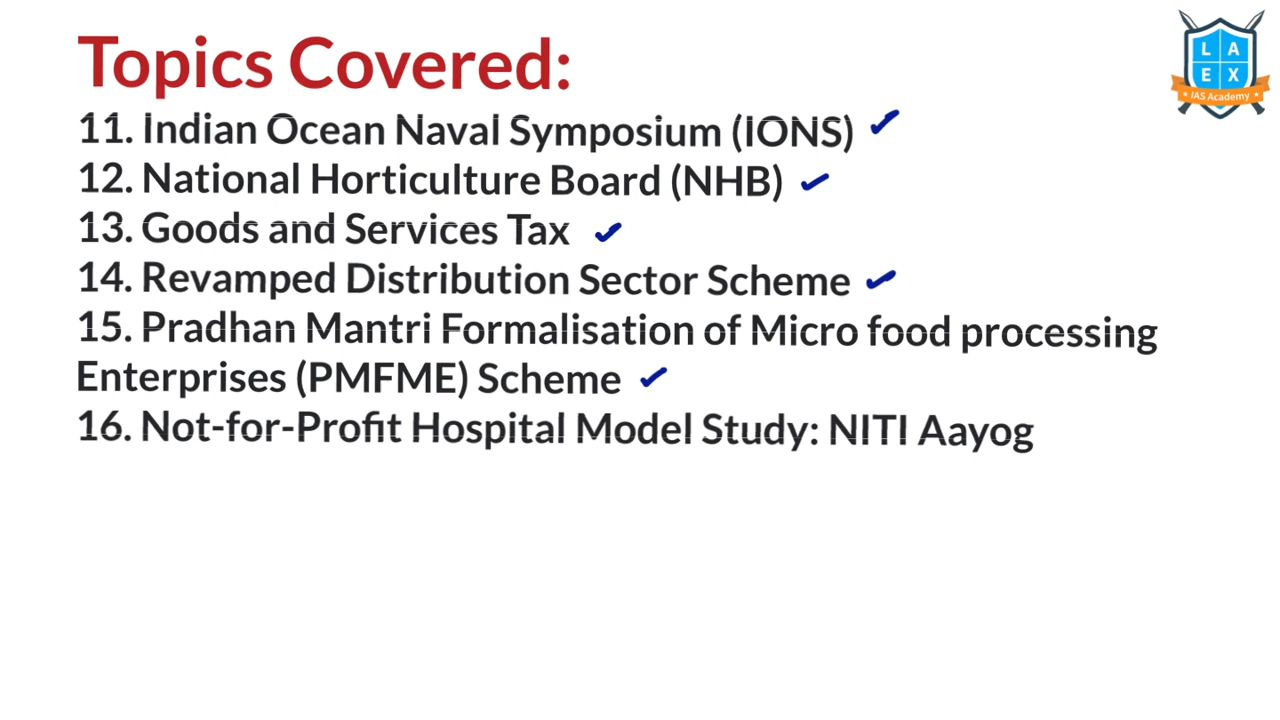 Topics Covered:
11. Indian Ocean Naval Symposium (IONS)
12. National Horticulture Board (NHB)
13. Goods and Services Tax
14. Revamped Distribution Sector Scheme
15. Pradhan Mantri Formalisation of Micro food processing
Enterprises (PMFME) Scheme
16. Not-for-Profit Hospital Model Study: NITI Aayog
L A
E X
IAS Academy